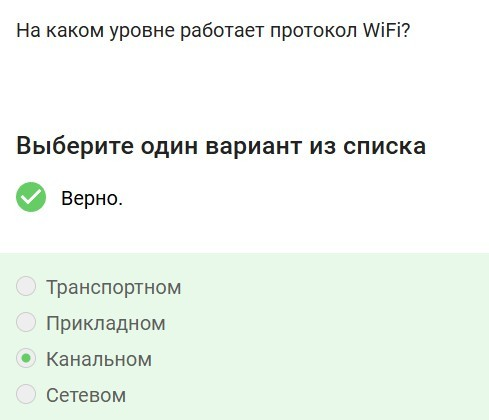 На каком уровне работает протокол WiFi?
Выберите один вариант из списка
Верно.
Транспортном
Прикладном
Канальном
Сетевом